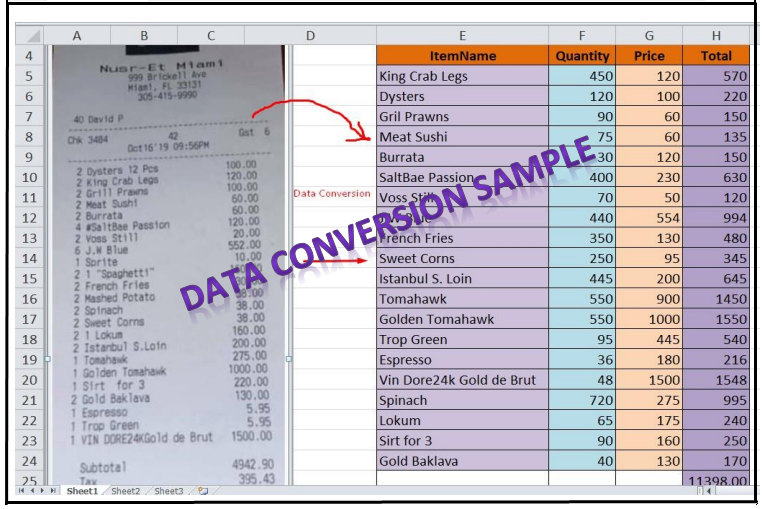 A B C D E F G H
4 ItemName Quantity Price Total
5 King Crab Legs 450 120 570
6 Dysters 120 100 220
7 Gril Prawns 90 60 150
8 Meat Sushi 75 60 135
9 Burrata 30 120 150
10 SaltBae Passion 400 230 630
11 Voss Still 70 50 120
12 J.W Blue 440 554 994
13 French Fries 350 130 480
14 Sweet Corns 250 95 345
15 Istanbul S. Loin 445 200 645
16 Tomahawk 550 900 1450
17 Golden Tomahawk 550 1000 1550
18 Trop Green 95 445 540
19 Espresso 36 180 216
20 Vin Dore24k Gold de Brut 48 1500 1548
21 Spinach 720 275 995
22 Lokum 65 175 240
23 Sirt for 3 90 160 250
24 Gold Baklava 40 130 170
25 11398.00
Nusr-Et Miami
999 Brickell Ave
Miami, FL 33131
305-415-9990
40 David P
Chk 3484 42 Gst 6
Oct16'19 09:56PM
2 Oysters 12 Pcs 100.00
2 King Crab Legs 120.00
2 Grill Prawns 100.00
2 Meat Sushi 60.00
2 Burrata 60.00
4 #SaltBae Passion 120.00
2 Voss Still 20.00
6 J.W Blue 552.00
1 Sprite 10.00
2 1 "Spaghetti"
2 French Fries
2 Mashed Potato 38.00
2 Spinach 38.00
2 Sweet Corns 38.00
2 1 Lokum 160.00
2 Istanbul S.Loin 200.00
1 Tomahawk 275.00
1 Golden Tomahawk 1000.00
1 Sirt for 3 220.00
2 Gold Baklava 130.00
1 Espresso 5.95
1 Trop Green 5.95
1 VIN DORE24KGold de Brut 1500.00
Subtotal 4942.90
Tax 395.43
Data Conversion
DATA CONVERSION SAMPLE
Sheet1 Sheet2 Sheet3